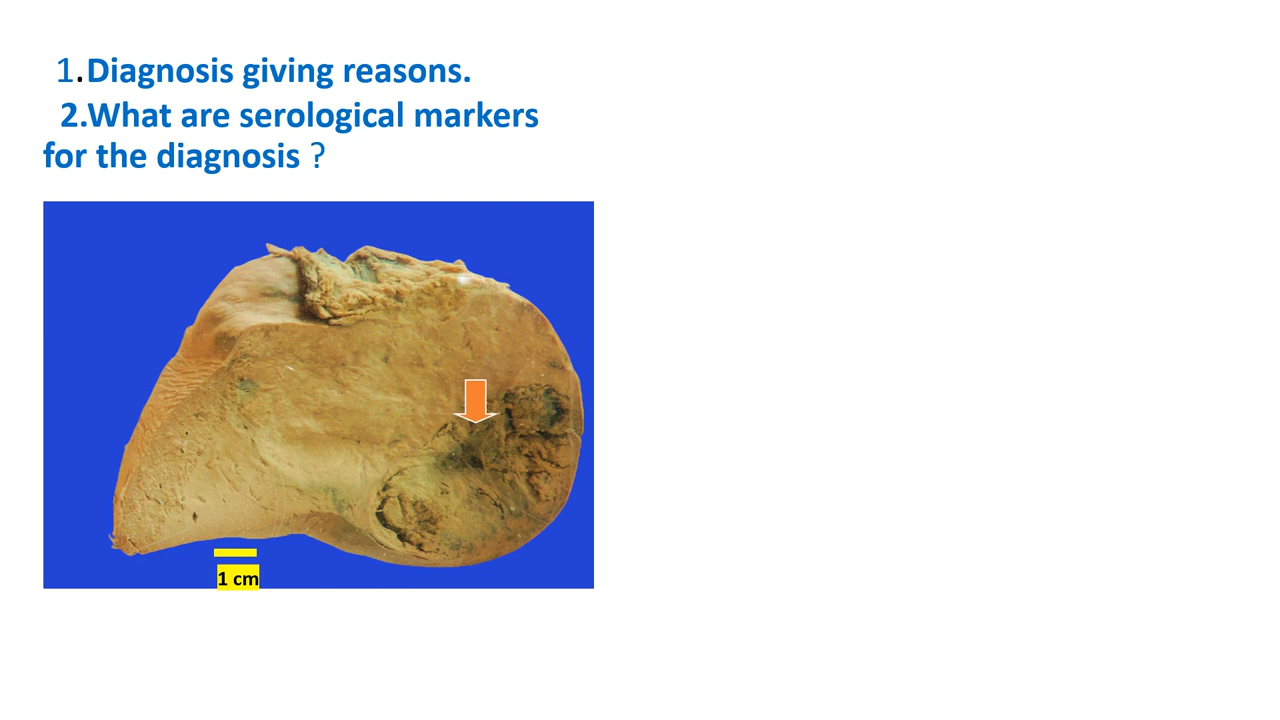 1.Diagnosis giving reasons.
2.What are serological markers
for the diagnosis ?
1 cm